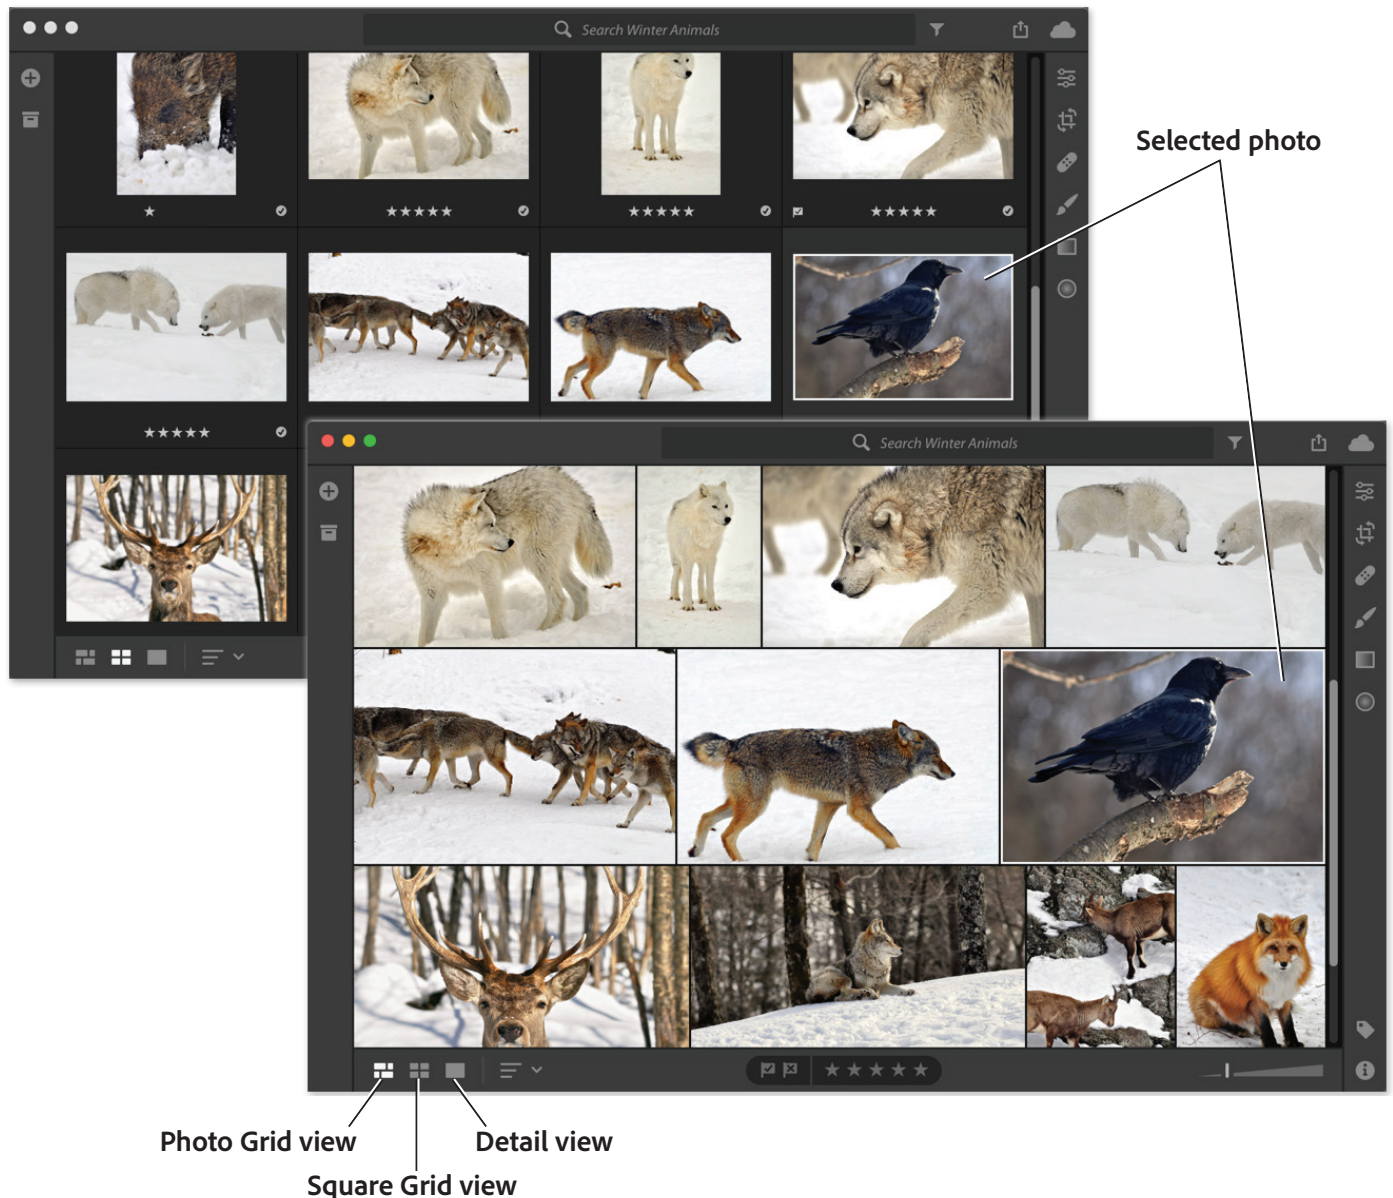 Search Winter Animals
Selected photo
Search Winter Animals
Photo Grid view
Detail view
Square Grid view